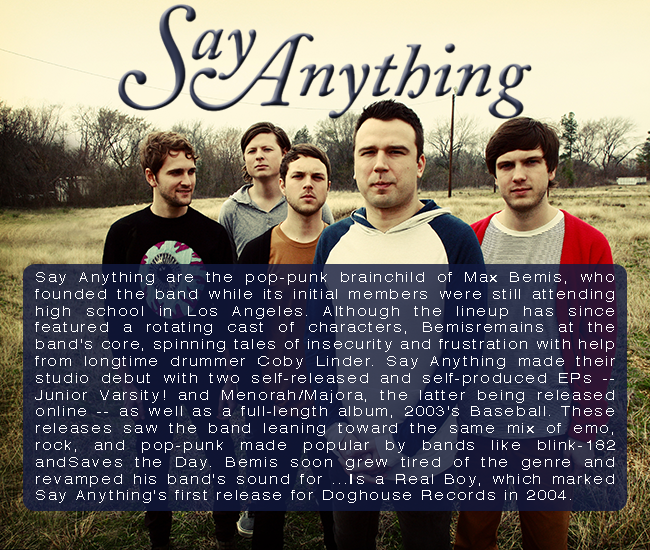 Say Anything
Say Anything are the pop-punk brainchild of Max Bemis, who
founded the band while its initial members were still attending
high school in Los Angeles. Although the lineup has since
featured a rotating cast of characters, Bemisremains at the
band's core, spinning tales of insecurity and frustration with help
from longtime drummer Coby Linder. Say Anything made their
studio debut with two self-released and self-produced EPs --
Junior Varsity! and Menorah/Majora, the latter being released
online -- as well as a full-length album, 2003's Baseball. These
releases saw the band leaning toward the same mix of emo,
rock, and pop-punk made popular by bands like blink-182
andSaves the Day. Bemis soon grew tired of the genre and
revamped his band's sound for ...Is a Real Boy, which marked
Say Anything's first release for Doghouse Records in 2004.